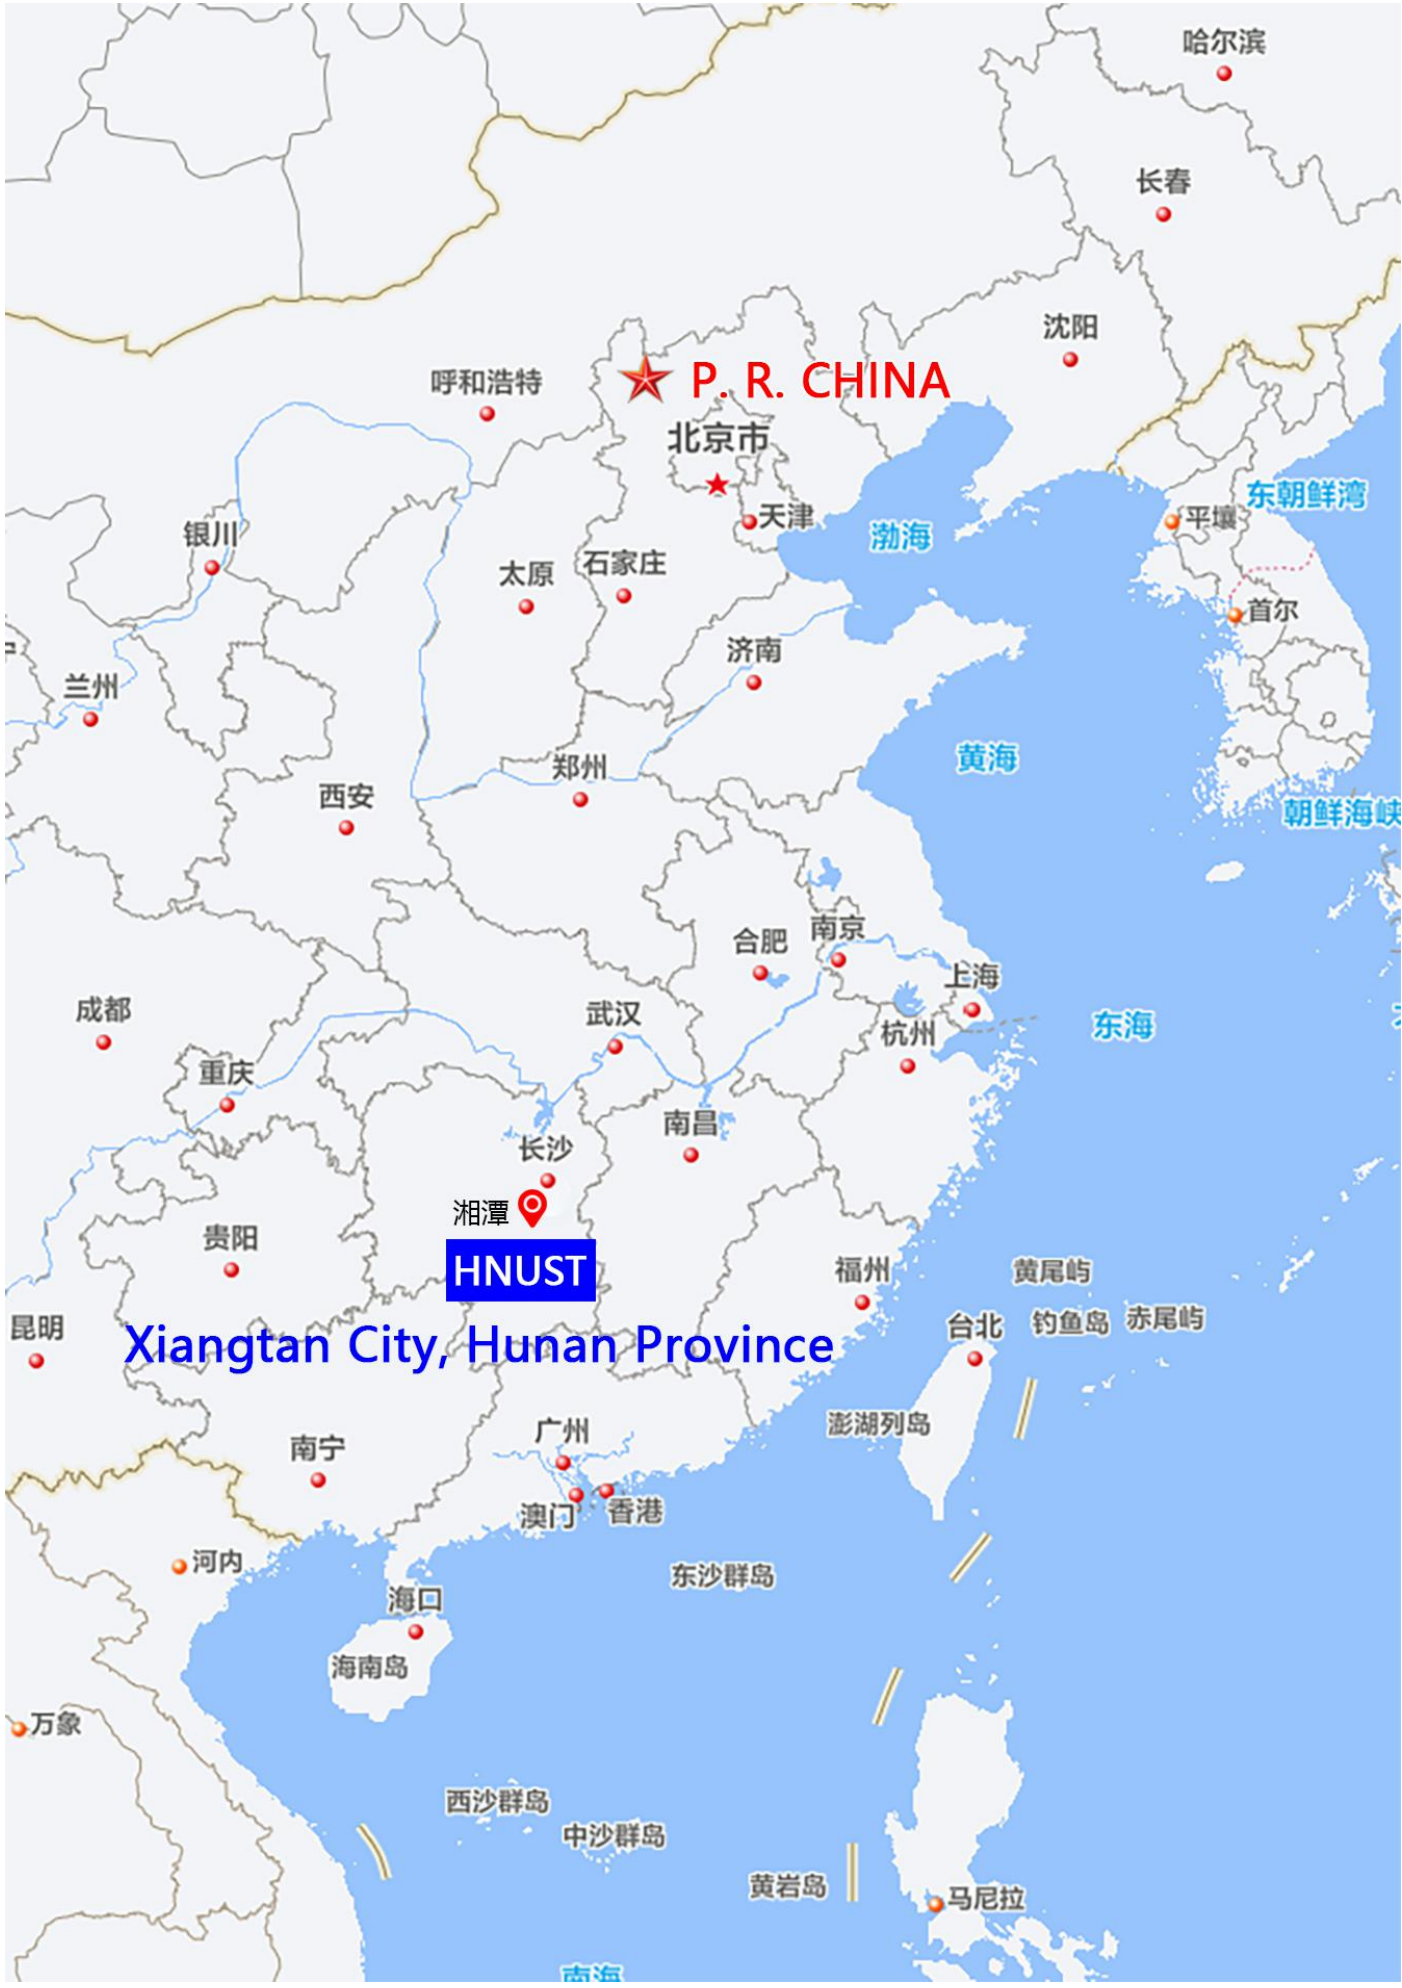 哈尔滨
长春
沈阳
呼和浩特
P. R. CHINA
北京市
东朝鲜湾
平壤
天津
银川
渤海
太原
石家庄
首尔
济南
兰州
黄海
郑州
西安
朝鲜海峡
南京
合肥
上海
成都
武汉
东海
杭州
重庆
南昌
长沙
湘潭
贵阳
HNUST
福州
黄尾屿
昆明
台北
钓鱼岛
赤尾屿
Xiangtan City, Hunan Province
澎湖列岛
广州
南宁
澳门
香港
河内
东沙群岛
海口
海南岛
万象
西沙群岛
中沙群岛
黄岩岛
马尼拉
南海